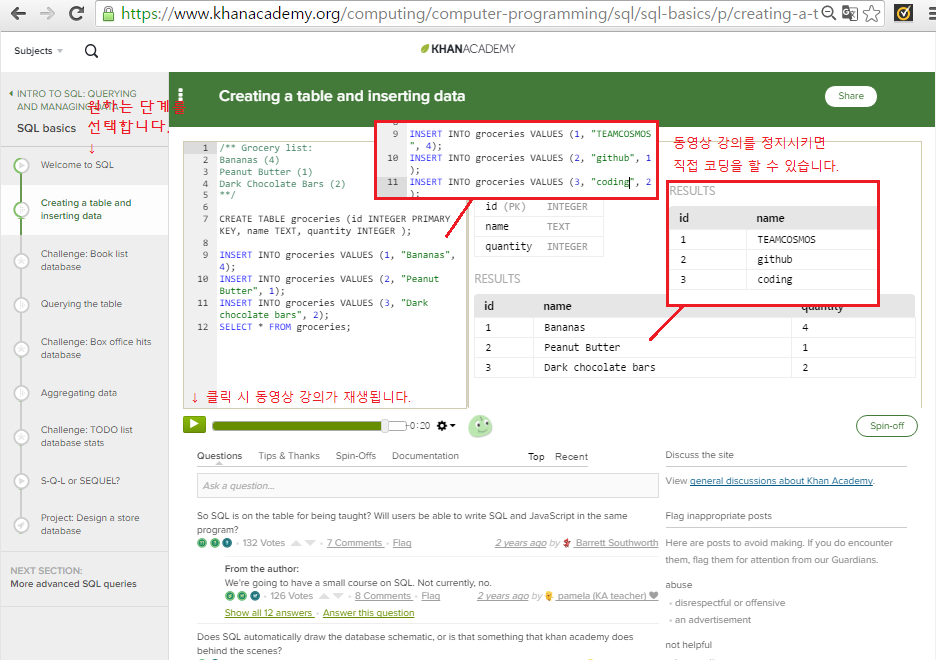 https://www.khanacademy.org/computing/computer-programming/sql/sql-basics/p/creating-a-t
Subjects
KHANACADEMY
INTRO TO SQL: QUERYING
AND MANAGING DATA
원하는 단계를
선택합니다.
↓
SQL basics
Welcome to SQL
Creating a table and
inserting data
Challenge: Book list
database
Querying the table
Challenge: Box office hits
database
Aggregating data
Challenge: TODO list
database stats
S-Q-L or SEQUEL?
Project: Design a store
database
NEXT SECTION:
More advanced SQL queries
Creating a table and inserting data
Share
1 /** Grocery list:
2 Bananas (4)
3 Peanut Butter (1)
4 Dark Chocolate Bars (2)
5 **/
6
7 CREATE TABLE groceries (id INTEGER PRIMARY
KEY, name TEXT, quantity INTEGER );
8
9 INSERT INTO groceries VALUES (1, "Bananas",
4);
10 INSERT INTO groceries VALUES (2, "Peanut
Butter", 1);
11 INSERT INTO groceries VALUES (3, "Dark
chocolate bars", 2);
12 SELECT * FROM groceries;
9 INSERT INTO groceries VALUES (1, "TEAMCOSMOS
", 4);
10 INSERT INTO groceries VALUES (2, "github", 1
);
11 INSERT INTO groceries VALUES (3, "coding", 2
);
동영상 강의를 정지시키면
직접 코딩을 할 수 있습니다.
id (PK) INTEGER
name TEXT
quantity INTEGER
RESULTS
id name
1 TEAMCOSMOS
2 github
3 coding
RESULTS
id name quantity
1 Bananas 4
2 Peanut Butter 1
3 Dark chocolate bars 2
↓ 클릭 시 동영상 강의가 재생됩니다.
-0:20
Spin-off
Questions Tips & Thanks Spin-Offs Documentation Top Recent
Ask a question...
So SQL is on the table for being taught? Will users be able to write SQL and JavaScript in the same
program?
132 Votes • 7 Comments • Flag 2 years ago by Barrett Southworth
From the author:
We're going to have a small course on SQL. Not currently, no.
126 Votes • 8 Comments • Flag 2 years ago by pamela (KA teacher)
Show all 12 answers • Answer this question
Does SQL automatically draw the database schematic, or is that something that khan academy does
behind the scenes?
Discuss the site
View general discussions about Khan Academy.
Flag inappropriate posts
Here are posts to avoid making. If you do encounter
them, flag them for attention from our Guardians.
abuse
• disrespectful or offensive
• an advertisement
not helpful